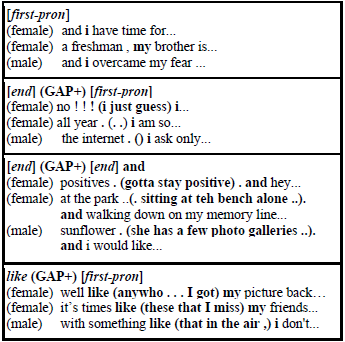 [first-pron]
(female) and i have time for...
(female) a freshman , my brother is...
(male) and i overcame my fear ...
[end] (GAP+) [first-pron]
(female) no ! ! ! (i just guess) i...
(female) all year . (. .) i am so...
(male) the internet . () i ask only...
[end] (GAP+) [end] and
(female) positives . (gotta stay positive) . and hey...
(female) at the park ..(. sitting at teh bench alone ..).
and walking down on my memory line...
(male) sunflower . (she has a few photo galleries ..).
and i would like...
like (GAP+) [first-pron]
(female) well like (anywho . . . I got) my picture back…
(female) it’s times like (these that I miss) my friends...
(male) with something like (that in the air ,) i don't...